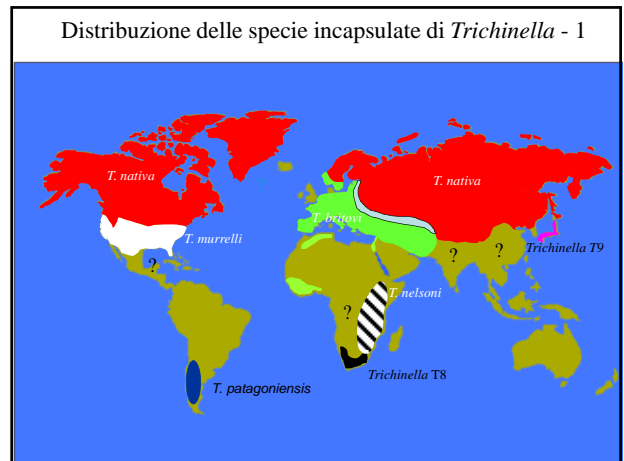 Distribuzione delle specie incapsulate di Trichinella - 1
T. nativa
T. nativa
T. britovi
T. murrelli
Trichinella T9
?
?
?
T. nelsoni
?
Trichinella T8
T. patagoniensis